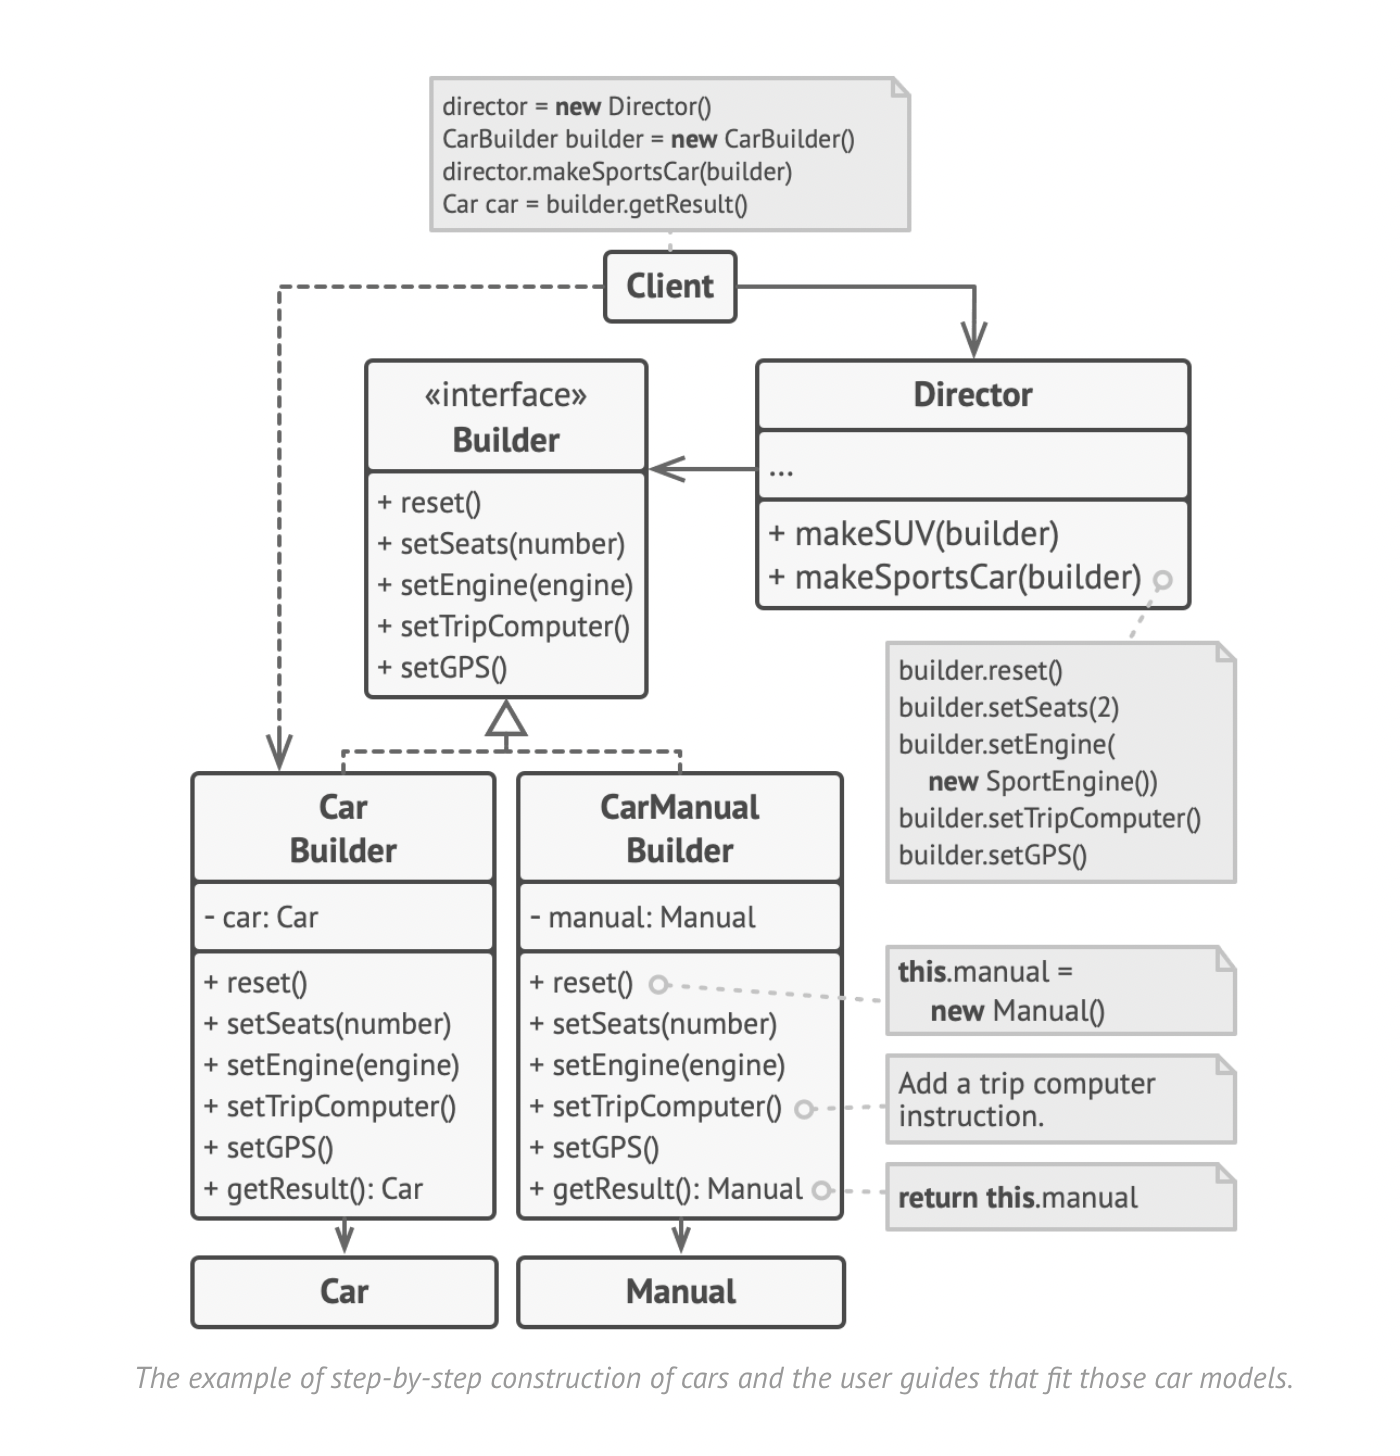 director = new Director()
CarBuilder builder = new CarBuilder()
director.makeSportsCar(builder)
Car car = builder.getResult()
Client
«interface»
Builder
+ reset()
+ setSeats(number)
+ setEngine(engine)
+ setTripComputer()
+ setGPS()
Director
...
+ makeSUV(builder)
+ makeSportsCar(builder)
builder.reset()
builder.setSeats(2)
builder.setEngine(
new SportEngine())
builder.setTripComputer()
builder.setGPS()
Car
Builder
- car: Car
+ reset()
+ setSeats(number)
+ setEngine(engine)
+ setTripComputer()
+ setGPS()
+ getResult(): Car
CarManual
Builder
- manual: Manual
+ reset()
+ setSeats(number)
+ setEngine(engine)
+ setTripComputer()
+ setGPS()
+ getResult(): Manual
this.manual =
new Manual()
Add a trip computer
instruction.
return this.manual
Car
Manual
The example of step-by-step construction of cars and the user guides that fit those car models.